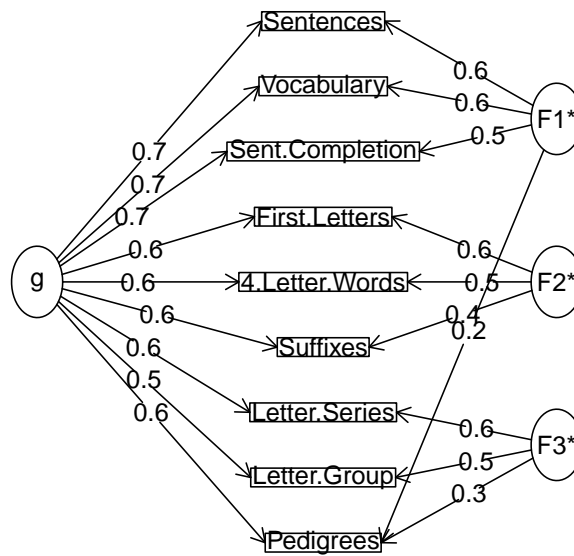 Sentences
0.6
Vocabulary
0.6
F1*
0.7
Sent.Completion
0.5
0.7
0.7
First.Letters
0.6
0.6
g
0.6
4.Letter.Words
0.5
F2*
0.6
0.4
0.2
Suffixes
0.6
0.5
Letter.Series
0.6
0.6
F3*
Letter.Group
0.5
0.3
Pedigrees